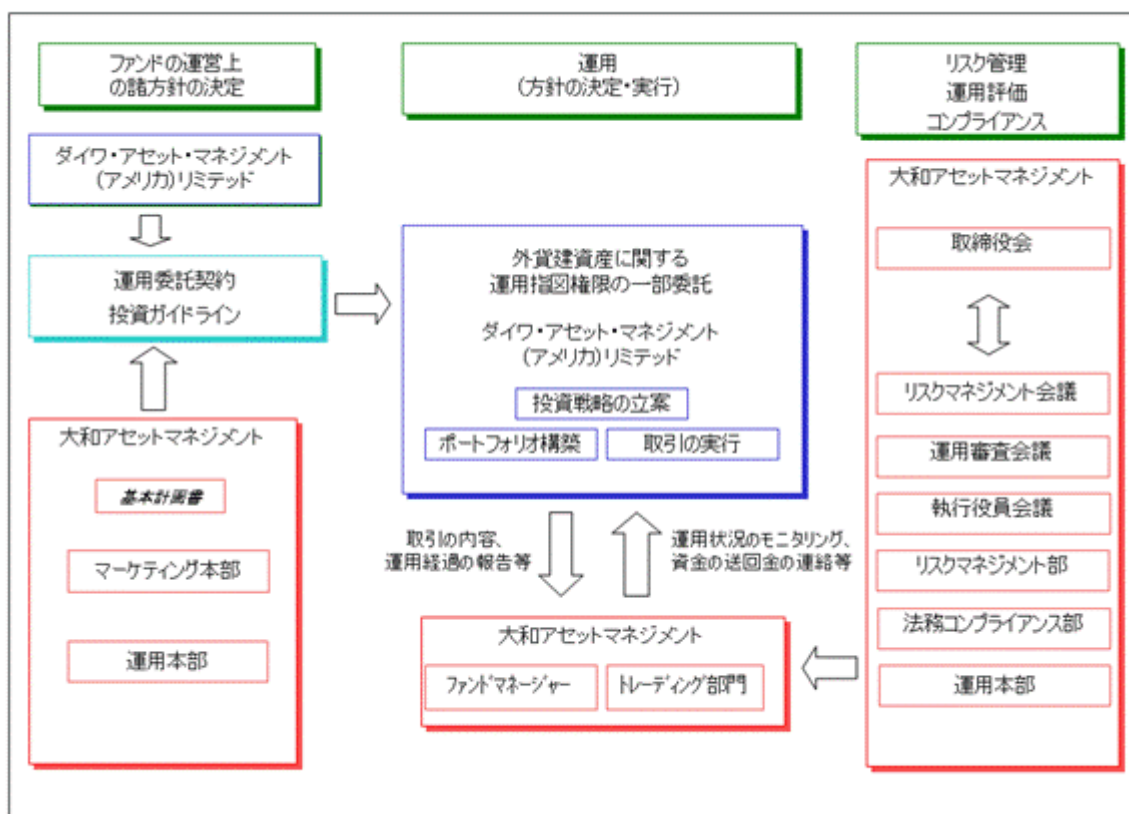 ファンドの運営上
の諸方針の決定
ダイワ・アセット・マネジメント
(アメリカ)リミテッド
運用委託契約
投資ガイドライン
大和アセットマネジメント
基本計画書
マーケティング本部
運用本部
運用
(方針の決定・実行)
外貨建資産に関する
運用指図権限の一部委託
ダイワ・アセット・マネジメント
(アメリカ)リミテッド
投資戦略の立案
ポートフォリオ構築
取引の実行
取引の内容、
運用経過の報告等
運用状況のモニタリング、
資金の送回金の連絡等
大和アセットマネジメント
ファンドマネージャー
トレーディング部門
リスク管理
運用評価
コンプライアンス
大和アセットマネジメント
取締役会
リスクマネジメント会議
運用審査会議
執行役員会議
リスクマネジメント部
法務コンプライアンス部
運用本部